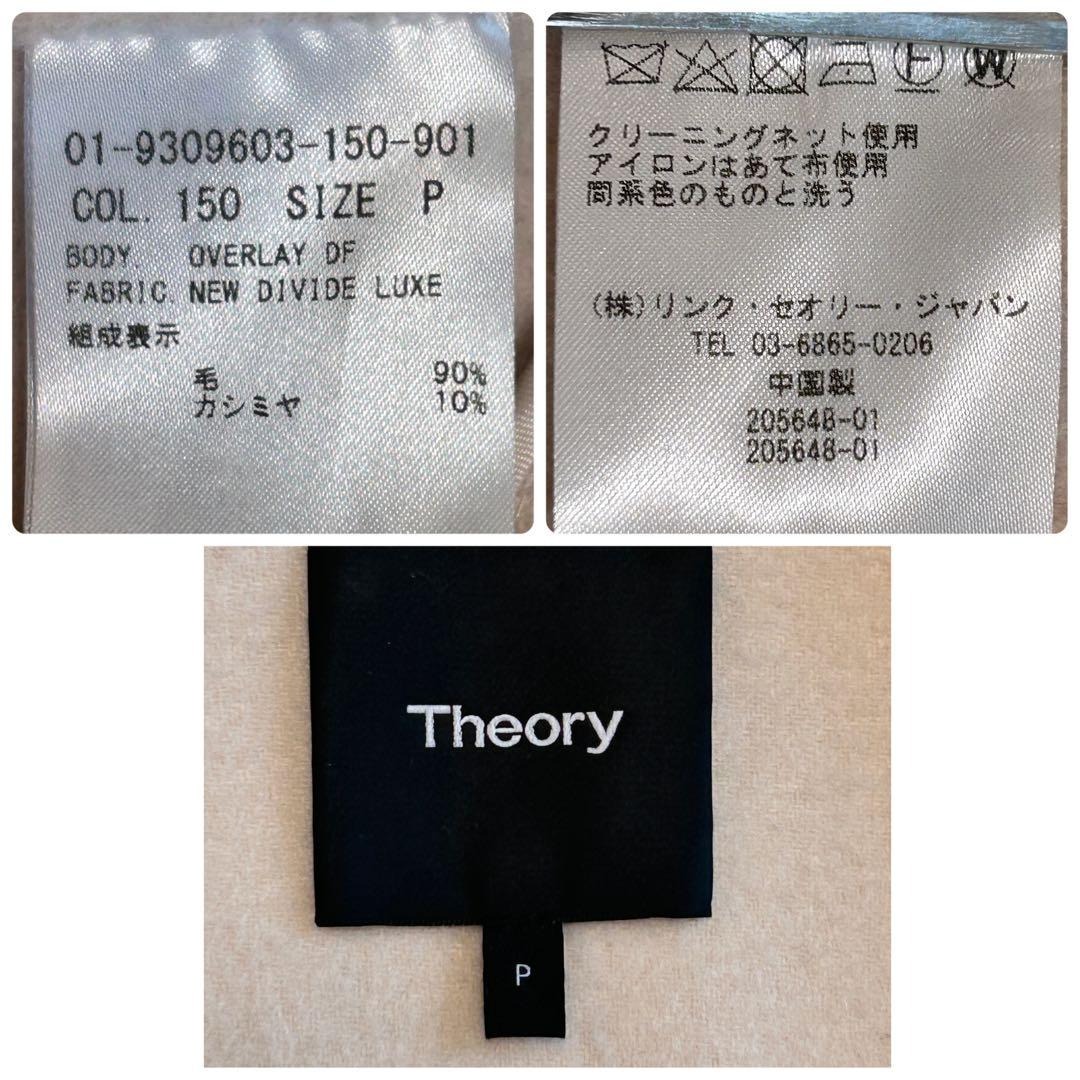 01-9309603-150-901
COL. 150 SIZE P
BODY. OVERLAY DF
FABRIC. NEW DIVIDE LUXE
組成表示
毛 90%
カシミヤ 10%
F W
クリーニングネット使用
アイロンはあて布使用
同系色のものと洗う
(株)リンク・セオリー・ジャパン
TEL 03-6865-0206
中国製
205648-01
205648-01
Theory
P